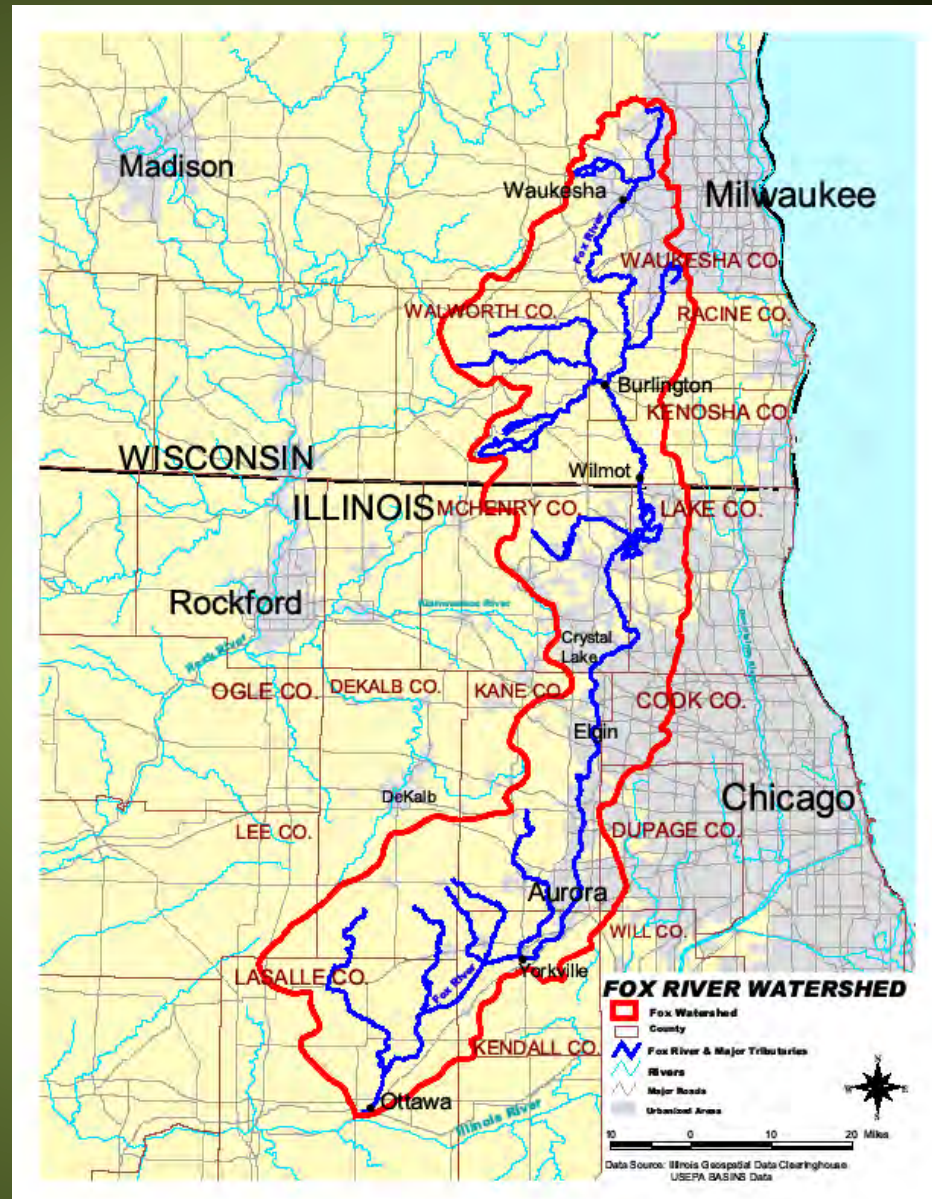 Madison
Waukesha
Milwaukee
Fox River
WAUKESHA CO.
WALWORTH CO.
RACINE CO.
Burlington
KENOSHA CO.
WISCONSIN
Wilmot
ILLINOIS
MCHENRY CO.
LAKE CO.
Rockford
Crystal
Lake
Rock River
OGLE CO.
DEKALB CO.
KANE CO.
COOK CO.
Elgin
DeKalb
Chicago
LEE CO.
DUPAGE CO.
Aurora
WILL CO.
Yorkville
LASALLE CO.
Fox River
KENDALL CO.
Ottawa
Illinois River
FOX RIVER WATERSHED
Fox Watershed
County
Fox River & Major Tributaries
Rivers
Major Roads
Urbanized Areas
N
W
E
S
10 0 10 20 Miles
Data Source: Illinois Geospatial Data Clearinghouse
USEPA BASINS Data